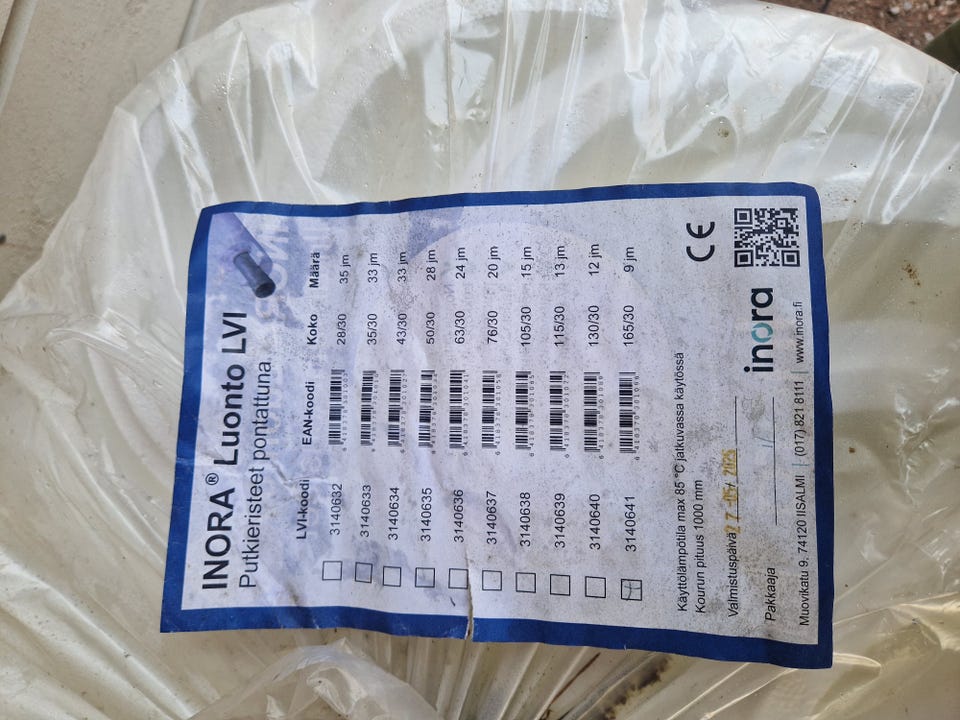 INORA® Luonto LVI
Putkieristeet pontattuna
LVI-koodi EAN-koodi Koko Määrä
3140632 28/30 35 jm
3140633 35/30 33 jm
3140634 43/30 33 jm
3140635 50/30 28 jm
3140636 63/30 24 jm
3140637 76/30 20 jm
3140638 105/30 15 jm
3140639 115/30 13 jm
3140640 130/30 12 jm
3140641 165/30 9 jm
Käyttölämpötila max 85 °C jatkuvassa käytössä
Kourun pituus 1000 mm
Valmistuspäivä 2025
Pakkaaja
CE
inora
Muovikatu 9, 74120 IISALMI | (017) 821 8111 | www.inora.fi